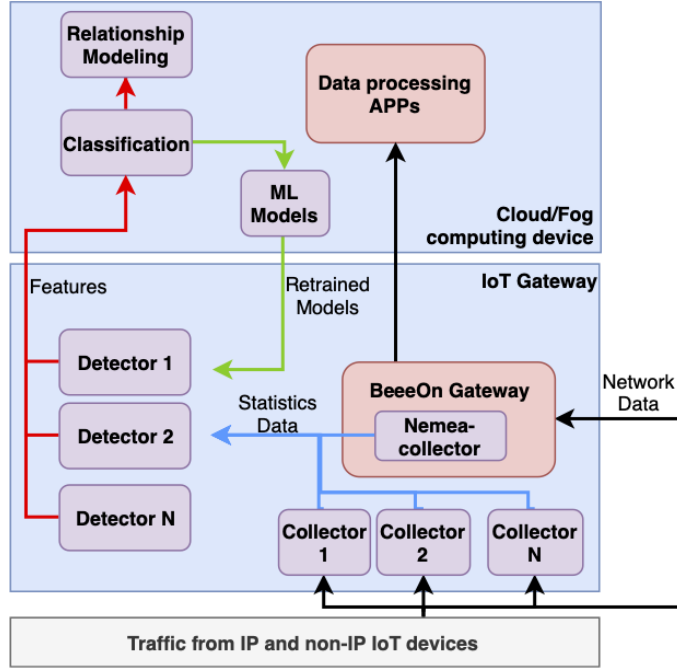 Relationship
Modeling
Data processing
APPs
Classification
ML
Models
Cloud/Fog
computing device
IoT Gateway
Features
Retrained
Models
Detector 1
BeeeOn Gateway
Network
Data
Statistics
Data
Detector 2
Nemea-
collector
Detector N
Collector
1
Collector
2
Collector
N
Traffic from IP and non-IP IoT devices